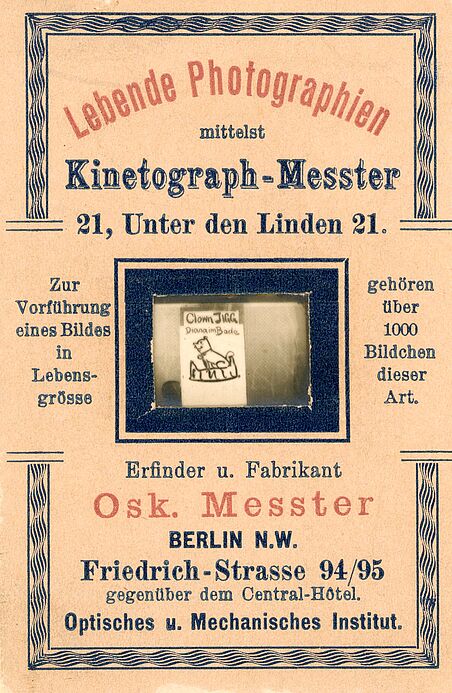 Lebende Photographien
mittelst
Kinetograph-Messter
21, Unter den Linden 21.
Zur
Vorführung
eines Bildes
in
Lebens-
grösse
Clown
Diana im Bade
gehören
über
1000
Bildchen
dieser
Art.
Erfinder u. Fabrikant
Osk. Messter
BERLIN N.W.
Friedrich-Strasse 94/95
gegenüber dem Central-Hôtel.
Optisches u. Mechanisches Institut.